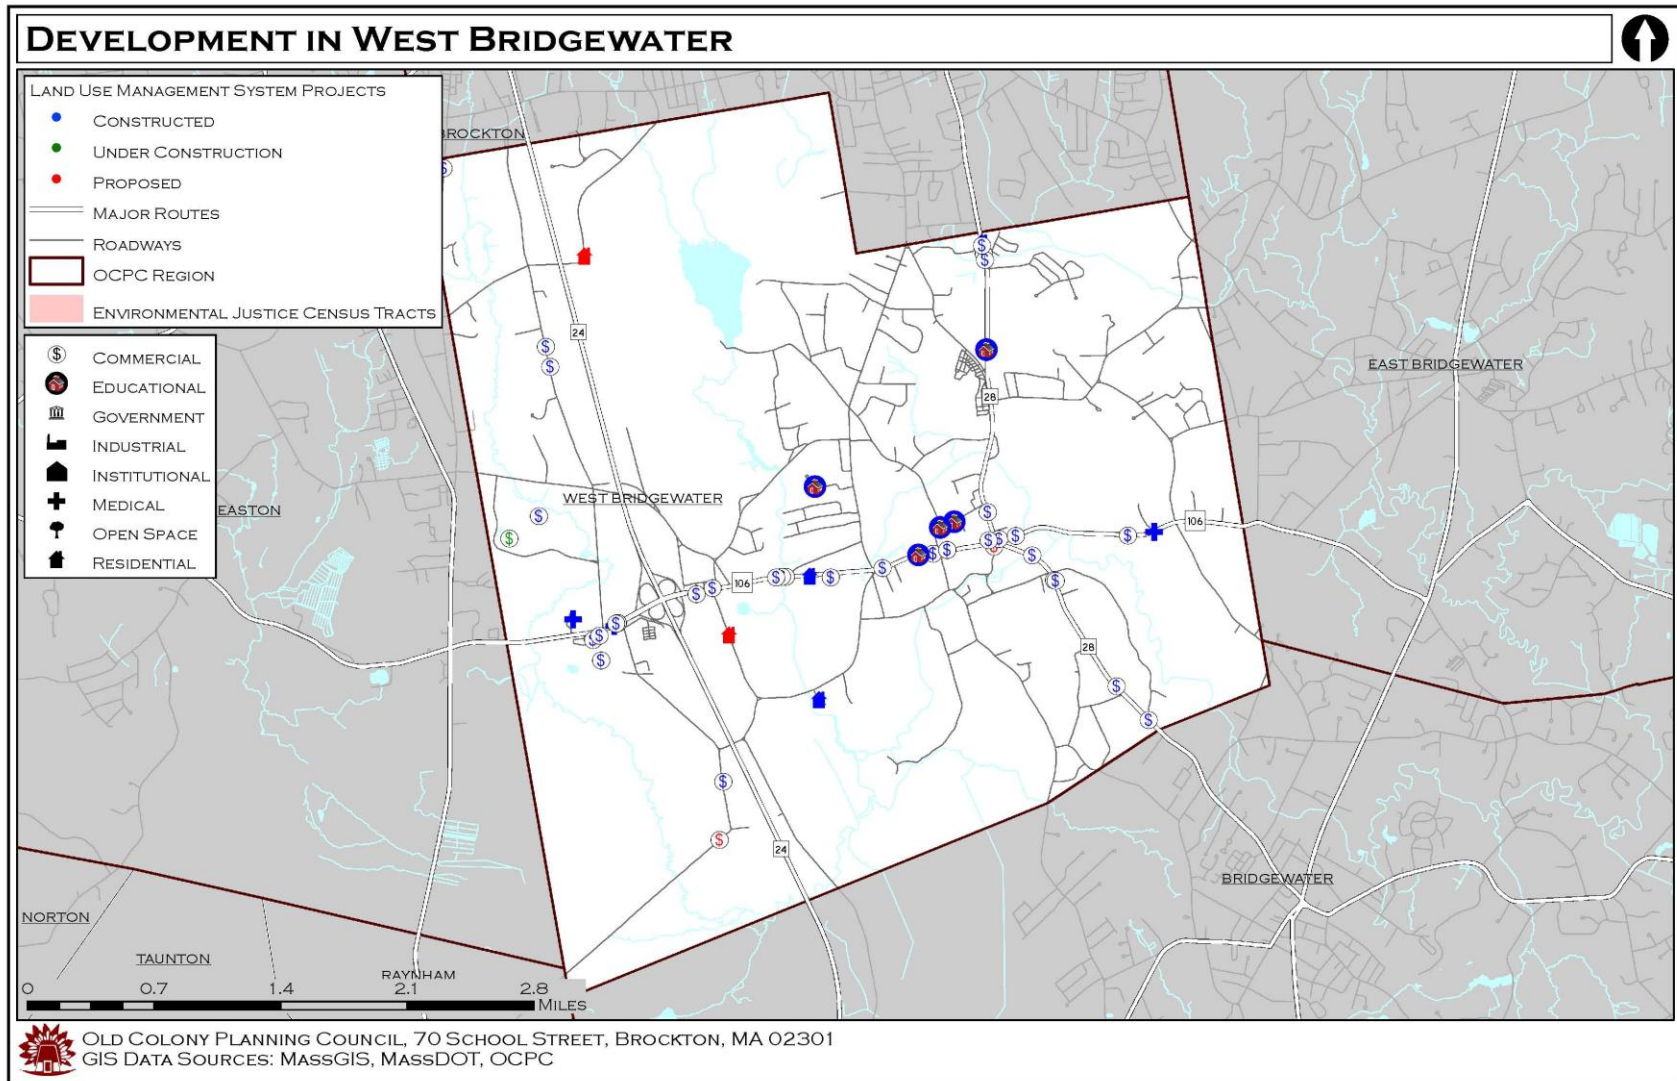 DEVELOPMENT IN WEST BRIDGEWATER
LAND USE MANAGEMENT SYSTEM PROJECTS
CONSTRUCTED
UNDER CONSTRUCTION
PROPOSED
MAJOR ROUTES
ROADWAYS
OCPC REGION
ENVIRONMENTAL JUSTICE CENSUS TRACTS
$ COMMERCIAL
EDUCATIONAL
GOVERNMENT
INDUSTRIAL
INSTITUTIONAL
MEDICAL
OPEN SPACE
RESIDENTIAL
BROCKTON
24
28
EAST BRIDGEWATER
WEST BRIDGEWATER
EASTON
106
106
28
24
BRIDGEWATER
NORTON
TAUNTON
RAYNHAM
0 0.7 1.4 2.1 2.8
MILES
OLD COLONY PLANNING COUNCIL, 70 SCHOOL STREET, BROCKTON, MA 02301
GIS DATA SOURCES: MASSGIS, MASSDOT, OCPC